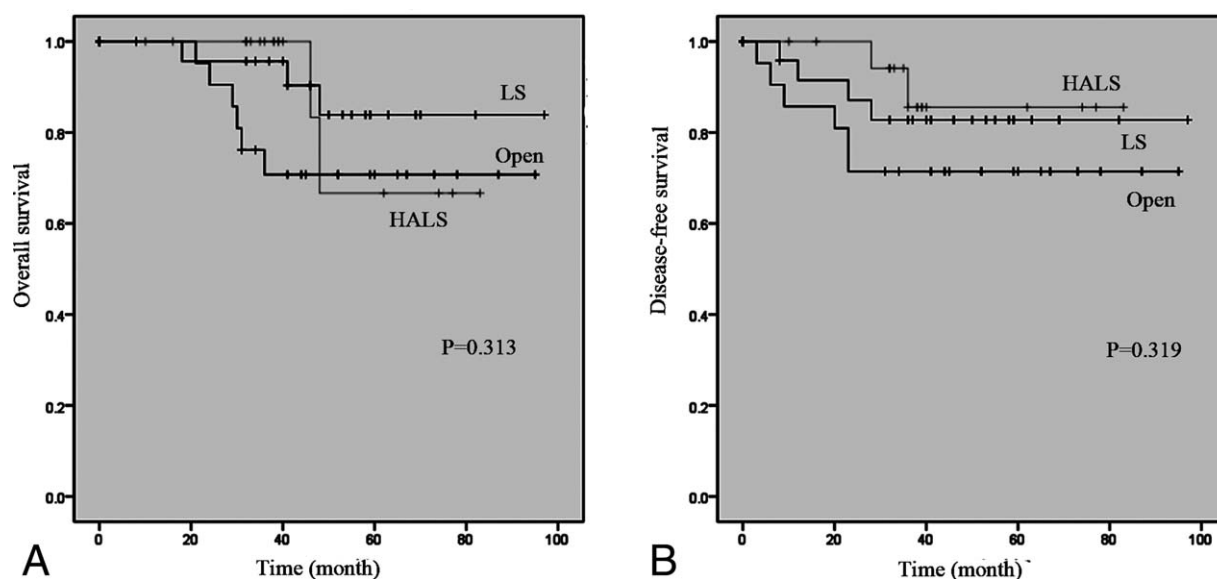 1.0
0.8
0.6
0.4
0.2
0.0
Overall survival
LS
Open
HALS
P=0.313
0 20 40 60 80 100
Time (month)
A
1.0
0.8
0.6
0.4
0.2
0.0
Disease-free survival
HALS
LS
Open
P=0.319
0 20 40 60 80 100
Time (month)
B